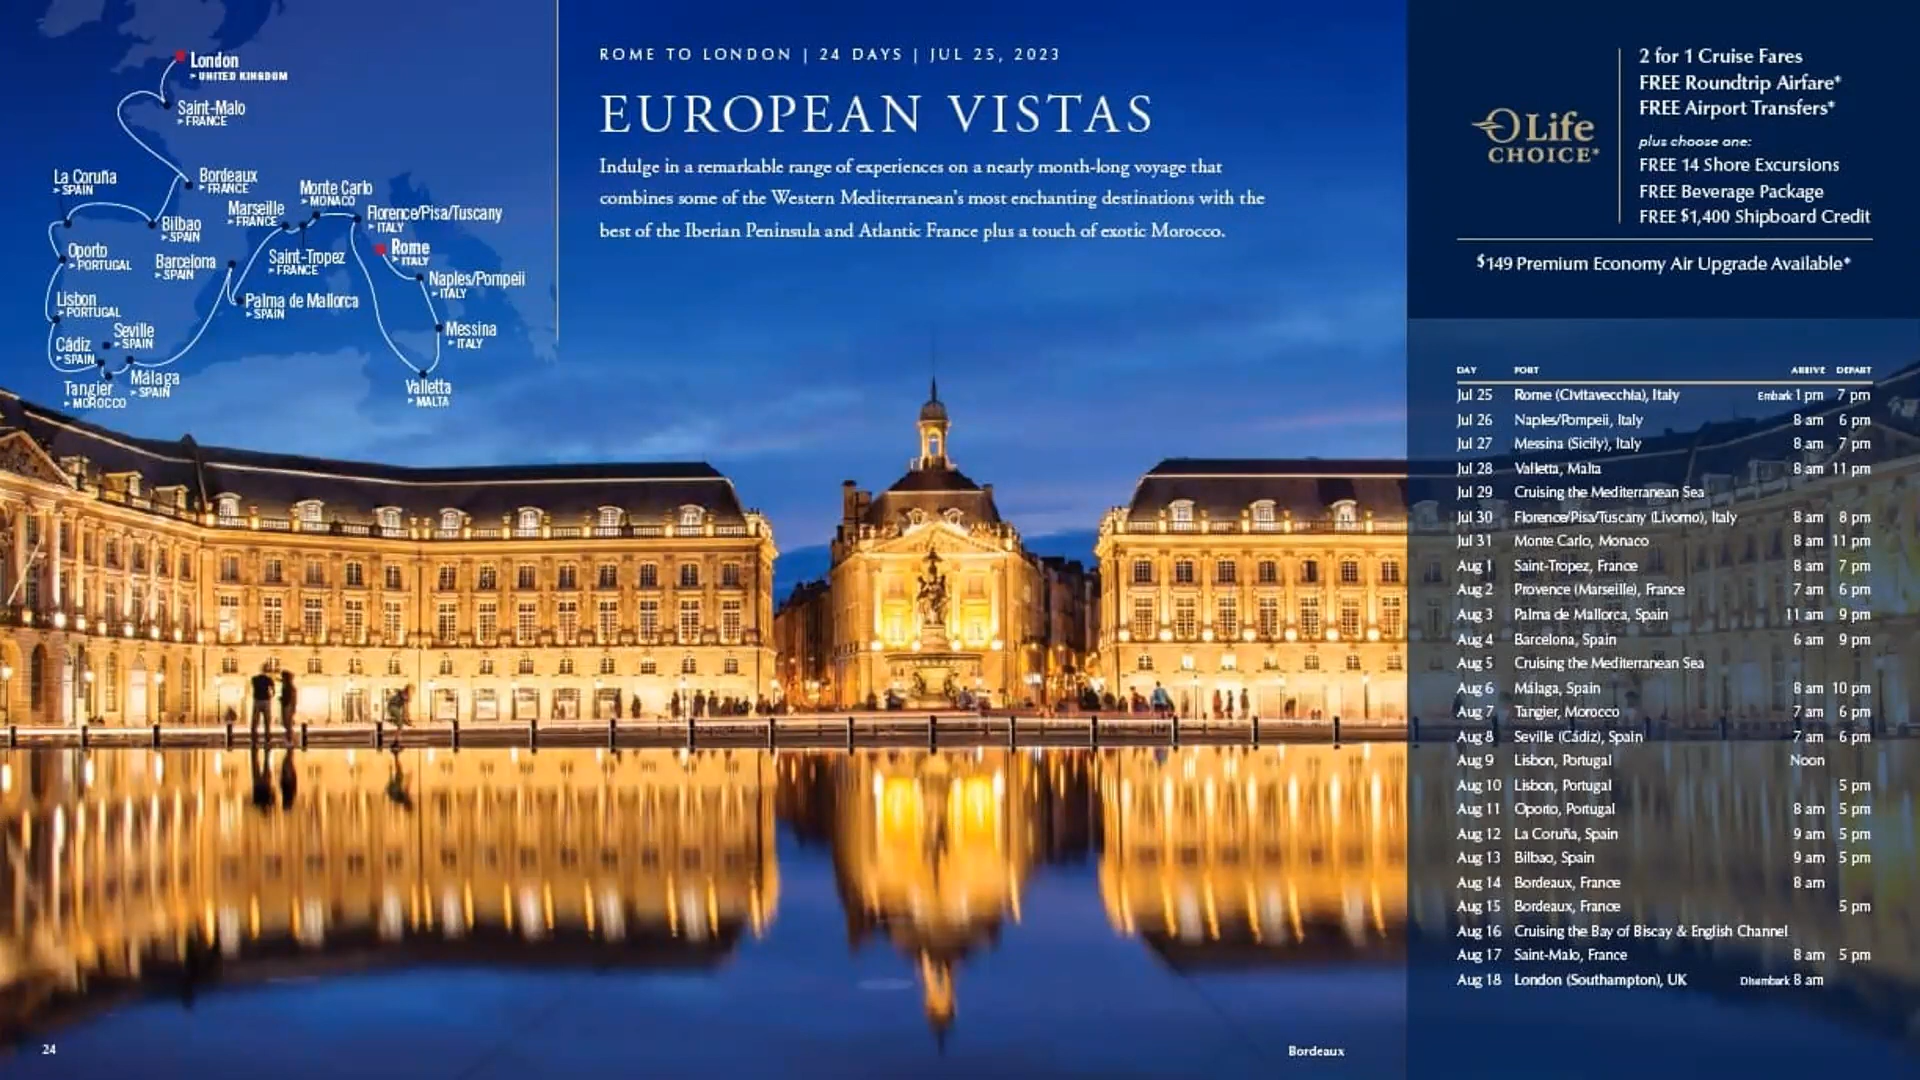 London
▸ UNITED KINGDOM
Saint-Malo
▸ FRANCE
La Coruña
▸ SPAIN
Bordeaux
▸ FRANCE
Monte Carlo
▸ MONACO
Marseille
▸ FRANCE
Florence/Pisa/Tuscany
▸ ITALY
Bilbao
▸ SPAIN
Rome
▸ ITALY
Oporto
▸ PORTUGAL
Barcelona
▸ SPAIN
Saint-Tropez
▸ FRANCE
Naples/Pompeii
▸ ITALY
Lisbon
▸ PORTUGAL
Palma de Mallorca
▸ SPAIN
Seville
▸ SPAIN
Messina
▸ ITALY
Cádiz
▸ SPAIN
Tangier
▸ MOROCCO
Málaga
▸ SPAIN
Valletta
▸ MALTA
ROME TO LONDON | 24 DAYS | JUL 25, 2023
EUROPEAN VISTAS
Indulge in a remarkable range of experiences on a nearly month-long voyage that
combines some of the Western Mediterranean's most enchanting destinations with the
best of the Iberian Peninsula and Atlantic France plus a touch of exotic Morocco.
OLife
CHOICE*
2 for 1 Cruise Fares
FREE Roundtrip Airfare*
FREE Airport Transfers*
plus choose one:
FREE 14 Shore Excursions
FREE Beverage Package
FREE $1,400 Shipboard Credit
$149 Premium Economy Air Upgrade Available*
DAY PORT ARRIVE DEPART
Jul 25 Rome (Civitavecchia), Italy Embark 1 pm 7 pm
Jul 26 Naples/Pompeii, Italy 8 am 6 pm
Jul 27 Messina (Sicily), Italy 8 am 7 pm
Jul 28 Valletta, Malta 8 am 11 pm
Jul 29 Cruising the Mediterranean Sea
Jul 30 Florence/Pisa/Tuscany (Livorno), Italy 8 am 8 pm
Jul 31 Monte Carlo, Monaco 8 am 11 pm
Aug 1 Saint-Tropez, France 8 am 7 pm
Aug 2 Provence (Marseille), France 7 am 6 pm
Aug 3 Palma de Mallorca, Spain 11 am 9 pm
Aug 4 Barcelona, Spain 6 am 9 pm
Aug 5 Cruising the Mediterranean Sea
Aug 6 Málaga, Spain 8 am 10 pm
Aug 7 Tangier, Morocco 7 am 6 pm
Aug 8 Seville (Cádiz), Spain 7 am 6 pm
Aug 9 Lisbon, Portugal Noon
Aug 10 Lisbon, Portugal 5 pm
Aug 11 Oporto, Portugal 8 am 5 pm
Aug 12 La Coruña, Spain 9 am 5 pm
Aug 13 Bilbao, Spain 9 am 5 pm
Aug 14 Bordeaux, France 8 am
Aug 15 Bordeaux, France 5 pm
Aug 16 Cruising the Bay of Biscay & English Channel
Aug 17 Saint-Malo, France 8 am 5 pm
Aug 18 London (Southampton), UK Disembark 8 am
24
Bordeaux